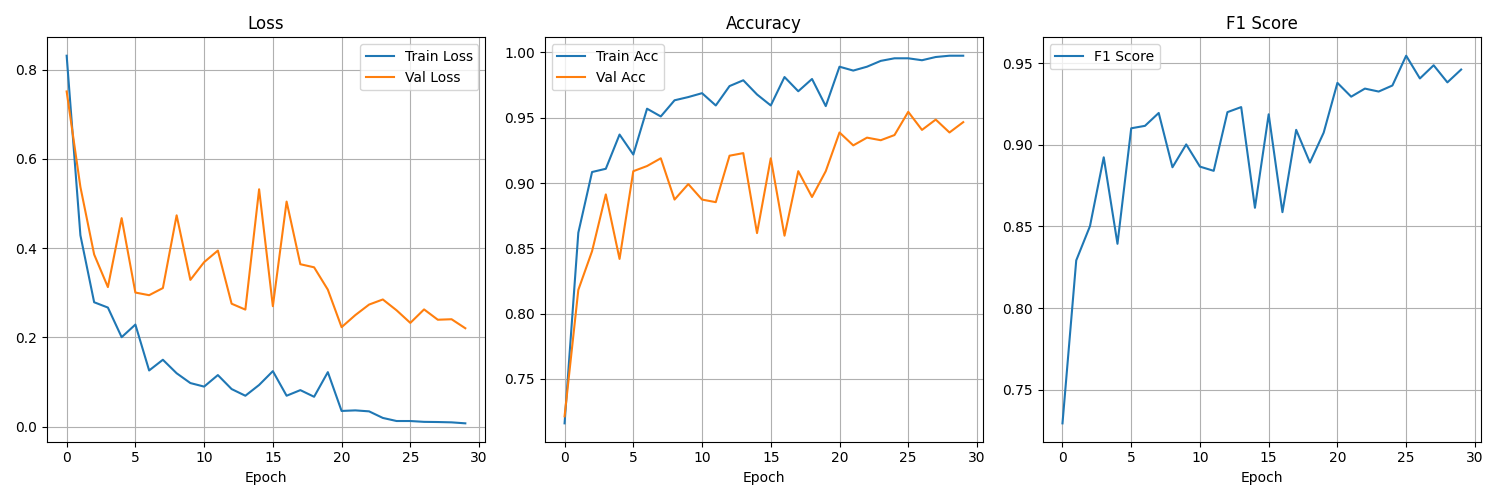 Loss
Train Loss
Val Loss
0.8
0.6
0.4
0.2
0.0
0 5 10 15 20 25 30
Epoch
Accuracy
Train Acc
Val Acc
1.00
0.95
0.90
0.85
0.80
0.75
0 5 10 15 20 25 30
Epoch
F1 Score
F1 Score
0.95
0.90
0.85
0.80
0.75
0 5 10 15 20 25 30
Epoch